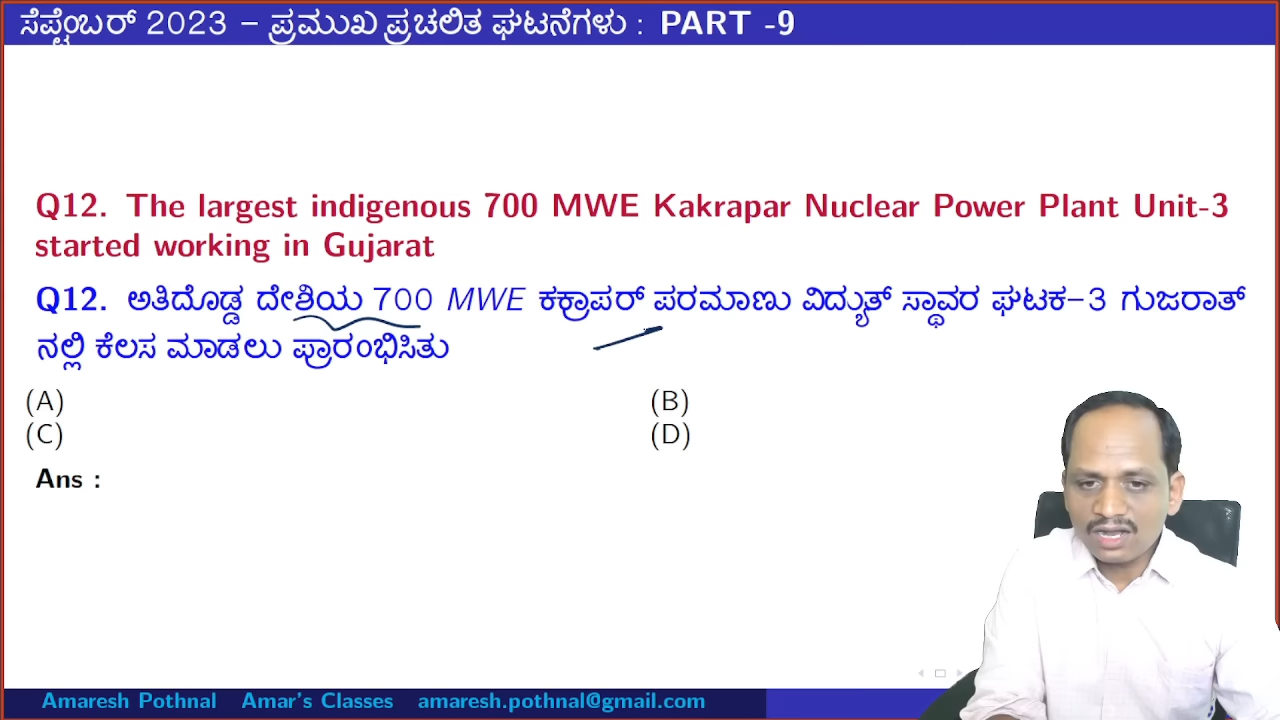 ಸೆಪ್ಟೆಂಬರ್ 2023 – ಪ್ರಮುಖ ಪ್ರಚಲಿತ ಘಟನೆಗಳು : PART -9
Q12. The largest indigenous 700 MWE Kakrapar Nuclear Power Plant Unit-3
started working in Gujarat
Q12. ಅತಿದೊಡ್ಡ ದೇಶಿಯ 700 MWE ಕಕ್ರಾಪರ್ ಪರಮಾಣು ವಿದ್ಯುತ್ ಸ್ಥಾವರ ಘಟಕ–3 ಗುಜರಾತ್
ನಲ್ಲಿ ಕೆಲಸ ಮಾಡಲು ಪ್ರಾರಂಭಿಸಿತು
(A) (B)
(C) (D)
Ans :
Amaresh Pothnal Amar's Classes amaresh.pothnal@gmail.com